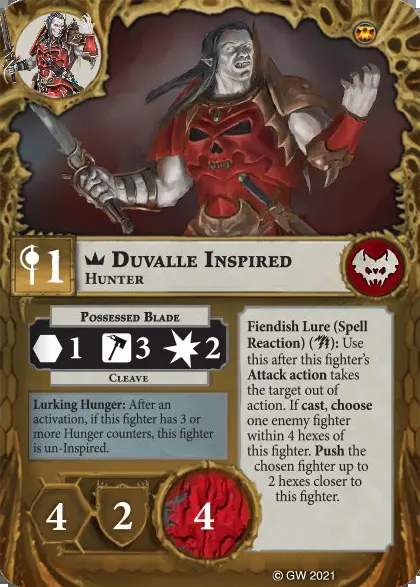 1
DUVALLE INSPIRED
HUNTER
POSSESSED BLADE
1 3 2
CLEAVE
Lurking Hunger: After an
activation, if this fighter has 3 or
more Hunger counters, this fighter
is un-Inspired.
Fiendish Lure (Spell
Reaction) ( ): Use
this after this fighter's
Attack action takes
the target out of
action. If cast, choose
one enemy fighter
within 4 hexes of
this fighter. Push the
chosen fighter up to
2 hexes closer to
this fighter.
4 2 4
© GW 2021